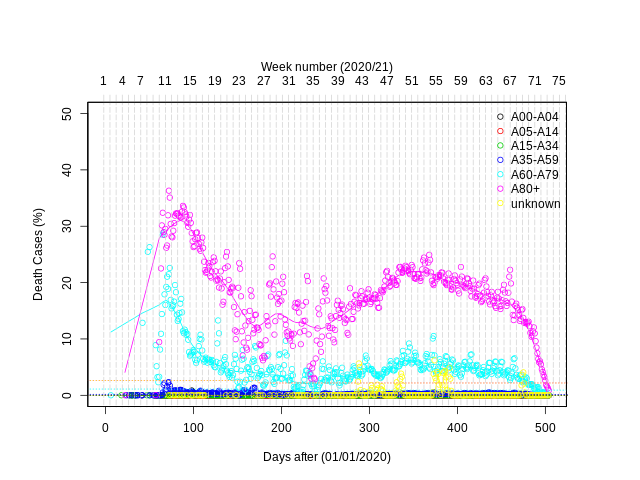 Week number (2020/21)
1 4 7 11 15 19 23 27 31 35 39 43 47 51 55 59 63 67 71 75
50
40
30
20
10
0
Death Cases (%)
A00-A04
A05-A14
A15-A34
A35-A59
A60-A79
A80+
unknown
0 100 200 300 400 500
Days after (01/01/2020)